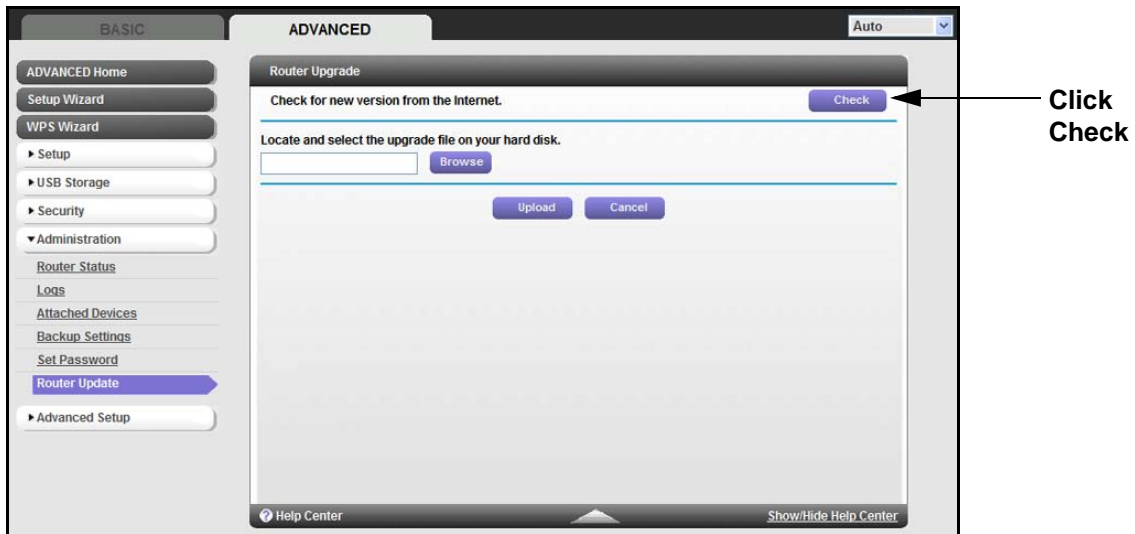 BASIC
ADVANCED
Auto
ADVANCED Home
Setup Wizard
WPS Wizard
Setup
USB Storage
Security
Administration
Router Status
Logs
Attached Devices
Backup Settings
Set Password
Router Update
Advanced Setup
Router Upgrade
Check for new version from the Internet.
Check
Locate and select the upgrade file on your hard disk.
Browse
Upload
Cancel
? Help Center
Show/Hide Help Center
Click
Check